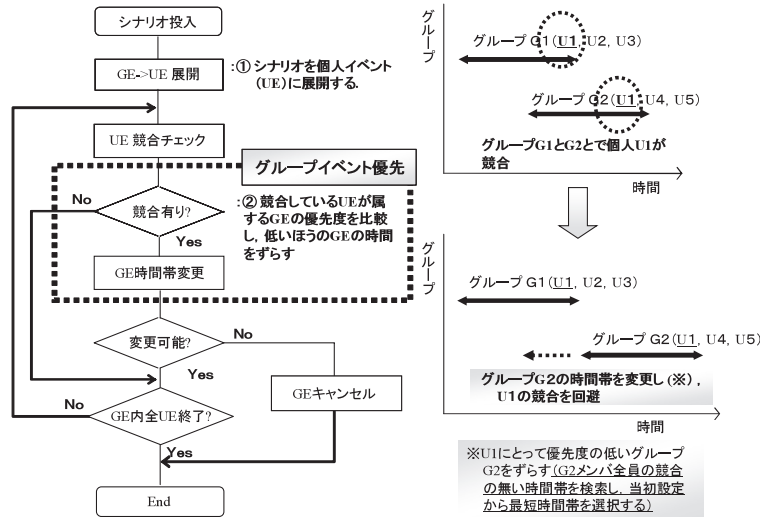 シナリオ投入
GE->UE 展開
:① シナリオを個人イベント
(UE)に展開する.
UE 競合チェック
グループイベント優先
No
競合有り?
:② 競合しているUEが属
するGEの優先度を比較
し, 低いほうのGEの時間
をずらす
Yes
GE時間帯変更
変更可能?
No
Yes
GEキャンセル
No
GE内全UE終了?
Yes
End
グループ
グループ G1(U1, U2, U3)
グループ G2(U1, U4, U5)
グループG1とG2とで個人U1が
競合
時間
グループ
グループ G1(U1, U2, U3)
グループ G2(U1, U4, U5)
グループG2の時間帯を変更し(※),
U1の競合を回避
時間
※U1にとって優先度の低いグループ
G2をずらす(G2メンバ全員の競合
の無い時間帯を検索し, 当初設定
から最短時間帯を選択する)